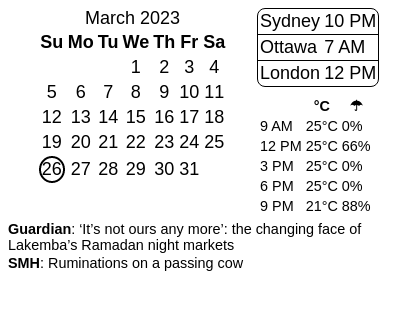 March 2023
Su Mo Tu We Th Fr Sa
1 2 3 4
5 6 7 8 9 10 11
12 13 14 15 16 17 18
19 20 21 22 23 24 25
26 27 28 29 30 31
Sydney 10 PM
Ottawa 7 AM
London 12 PM
°C ☂
9 AM 25°C 0%
12 PM 25°C 66%
3 PM 25°C 0%
6 PM 25°C 0%
9 PM 21°C 88%
Guardian: ‘It’s not ours any more’: the changing face of
Lakemba’s Ramadan night markets
SMH: Ruminations on a passing cow